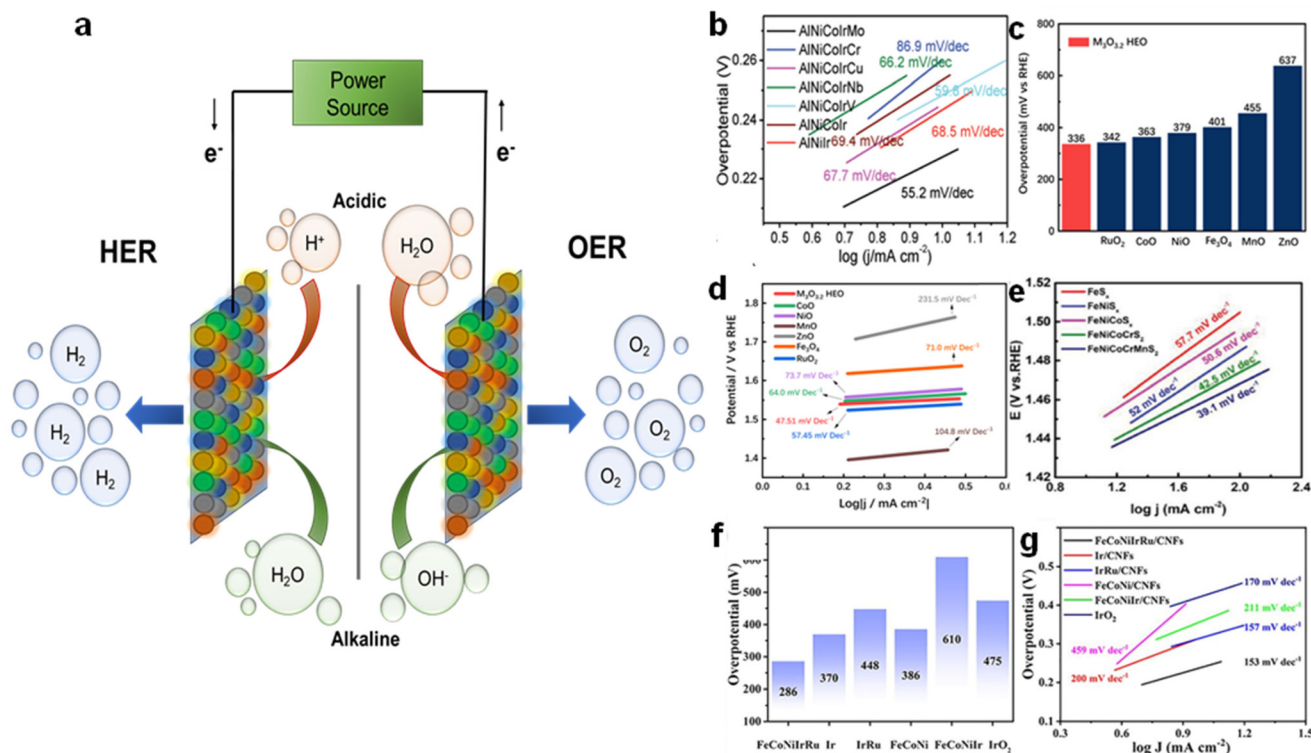 a
Power
Source
e-
e-
Acidic
HER
OER
H+
H2O
H2
H2
H2
O2
O2
O2
H2O
OH-
Alkaline
b
AlNiCoIrMo
AlNiCoIrCr
AlNiCoIrCu
AlNiCoIrNb
AlNiCoIrV
AlNiCoIr
AlNiIr
86.9 mV/dec
66.2 mV/dec
59.8 mV/dec
68.5 mV/dec
69.4 mV/dec
67.7 mV/dec
55.2 mV/dec
Overpotential (V)
0.26
0.24
0.22
0.5 0.6 0.7 0.8 0.9 1.0 1.1 1.2
log (j/mA cm-2)
c
M3O3.2 HEO
Overpotential (mV vs RHE)
800
600
400
200
0
336
342
363
379
401
455
637
RuO2 CoO NiO Fe3O4 MnO ZnO
d
M3O3.2 HEO
CoO
NiO
MnO
ZnO
Fe3O4
RuO2
231.5 mV Dec-1
71.0 mV Dec-1
73.7 mV Dec-1
64.0 mV Dec-1
47.51 mV Dec-1
57.45 mV Dec-1
104.8 mV Dec-1
Potential / V vs RHE
1.8
1.7
1.6
1.5
1.4
0.0 0.1 0.2 0.3 0.4 0.5 0.6
Log[j / mA cm-2]
e
FeSx
FeNiSx
FeNiCoSx
FeNiCoCrS2
FeNiCoCrMnS2
57.7 mV dec-1
50.6 mV dec-1
52 mV dec-1
42.5 mV dec-1
39.1 mV dec-1
E (V vs.RHE)
1.52
1.50
1.48
1.46
1.44
1.42
0.9 1.2 1.5 1.8 2.1 2.4
log j (mA cm-2)
f
Overpotential (mV)
500
400
300
200
100
286
370
448
386
610
475
FeCoNiIrRu Ir IrRu FeCoNi FeCoNiIr IrO2
g
FeCoNiIrRu/CNFs
Ir/CNFs
IrRu/CNFs
FeCoNi/CNFs
FeCoNiIr/CNFs
IrO2
170 mV dec-1
211 mV dec-1
157 mV dec-1
459 mV dec-1
200 mV dec-1
153 mV dec-1
Overpotential (V)
0.5
0.4
0.3
0.2
0.1
0.3 0.6 0.9 1.2 1.5
log J (mA cm-2)